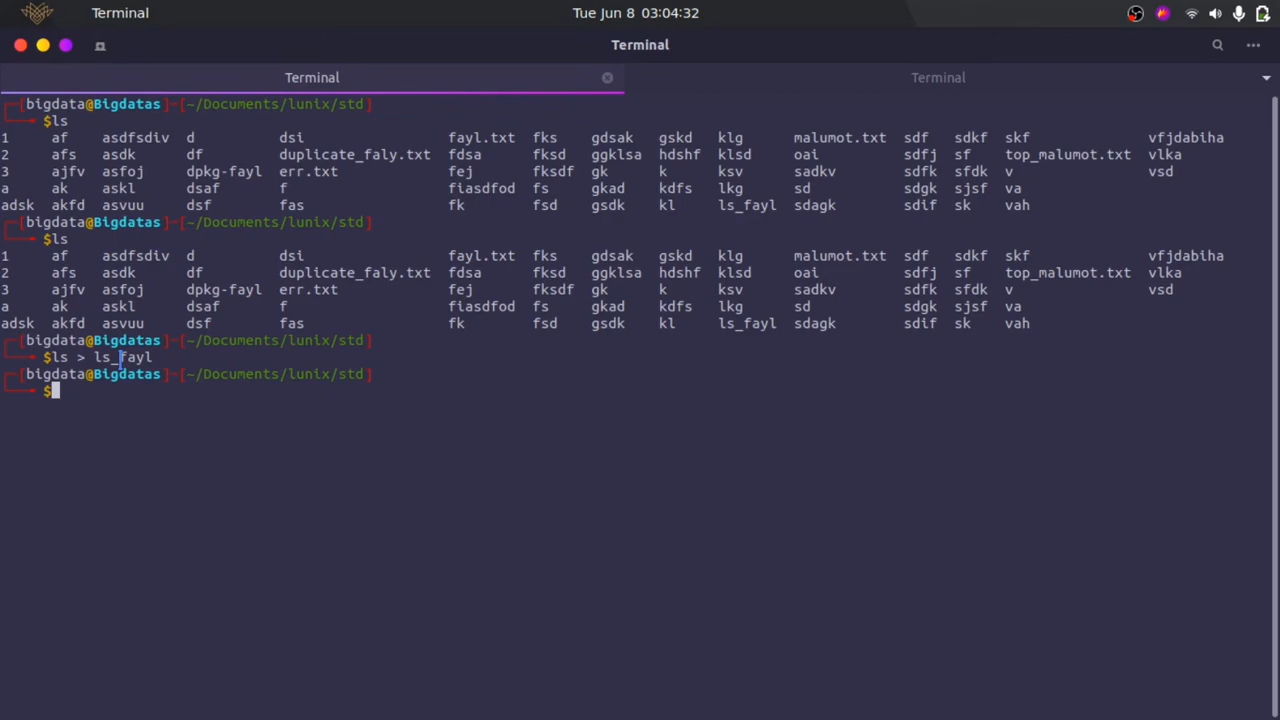 Terminal Tue Jun 8 03:04:32
Terminal
Terminal Terminal
[bigdata@Bigdatas]-[~/Documents/lunix/std]
$ls
1 af asdfsdiv d dsi fayl.txt fks gdsak gskd klg malumot.txt sdf sdkf skf vfjdabiha
2 afs asdk df duplicate_faly.txt fdsa fksd ggklsa hdshf klsd oai sdfj sf top_malumot.txt vlka
3 ajfv asfoj dpkg-fayl err.txt fej fksdf gk k ksv sadkv sdfk sfdk v vsd
a ak askl dsaf f fiasdfod fs gkad kdfs lkg sd sdgk sjsf va
adsk akfd asvuu dsf fas fk fsd gsdk kl ls_fayl sdagk sdif sk vah
[bigdata@Bigdatas]-[~/Documents/lunix/std]
$ls
1 af asdfsdiv d dsi fayl.txt fks gdsak gskd klg malumot.txt sdf sdkf skf vfjdabiha
2 afs asdk df duplicate_faly.txt fdsa fksd ggklsa hdshf klsd oai sdfj sf top_malumot.txt vlka
3 ajfv asfoj dpkg-fayl err.txt fej fksdf gk k ksv sadkv sdfk sfdk v vsd
a ak askl dsaf f fiasdfod fs gkad kdfs lkg sd sdgk sjsf va
adsk akfd asvuu dsf fas fk fsd gsdk kl ls_fayl sdagk sdif sk vah
[bigdata@Bigdatas]-[~/Documents/lunix/std]
$ls > ls_fayl
[bigdata@Bigdatas]-[~/Documents/lunix/std]
$